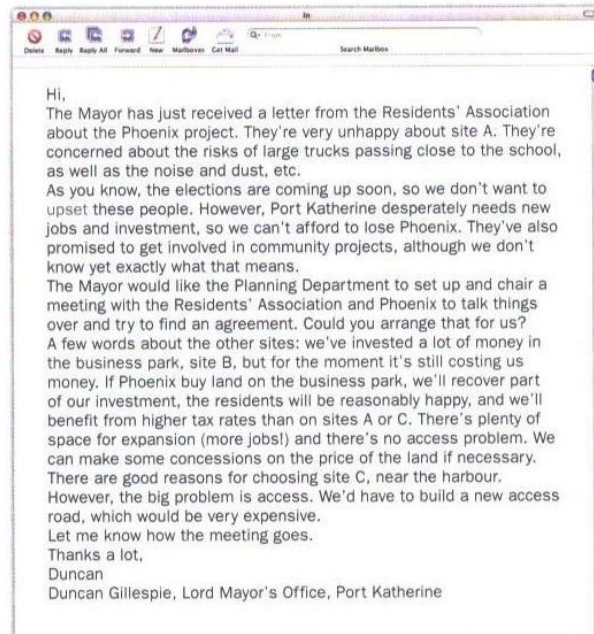 In
Delete Reply Reply All Forward New Mailboxes Get Mail Search Mailbox
Hi,
The Mayor has just received a letter from the Residents' Association
about the Phoenix project. They're very unhappy about site A. They're
concerned about the risks of large trucks passing close to the school,
as well as the noise and dust, etc.
As you know, the elections are coming up soon, so we don't want to
upset these people. However, Port Katherine desperately needs new
jobs and investment, so we can't afford to lose Phoenix. They've also
promised to get involved in community projects, although we don't
know yet exactly what that means.
The Mayor would like the Planning Department to set up and chair a
meeting with the Residents' Association and Phoenix to talk things
over and try to find an agreement. Could you arrange that for us?
A few words about the other sites: we've invested a lot of money in
the business park, site B, but for the moment it's still costing us
money. If Phoenix buy land on the business park, we'll recover part
of our investment, the residents will be reasonably happy, and we'll
benefit from higher tax rates than on sites A or C. There's plenty of
space for expansion (more jobs!) and there's no access problem. We
can make some concessions on the price of the land if necessary.
There are good reasons for choosing site C, near the harbour.
However, the big problem is access. We'd have to build a new access
road, which would be very expensive.
Let me know how the meeting goes.
Thanks a lot,
Duncan
Duncan Gillespie, Lord Mayor's Office, Port Katherine